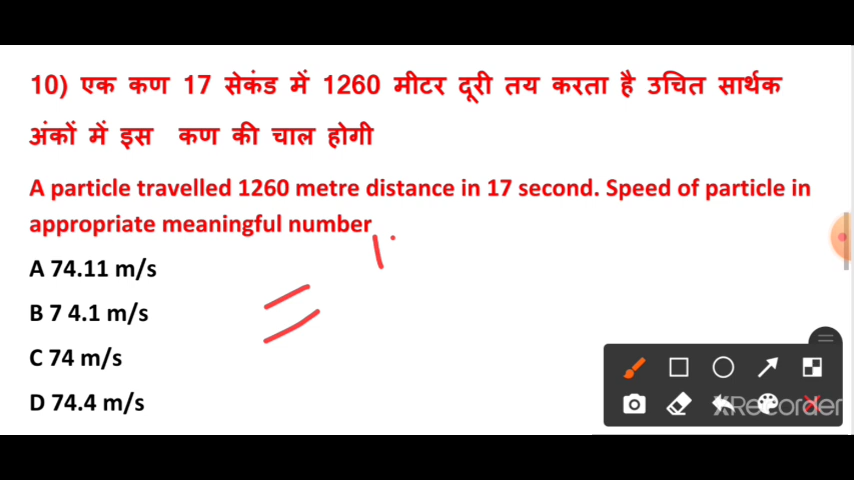 10) एक कण 17 सेकंड में 1260 मीटर दूरी तय करता है उचित सार्थक
अंकों में इस कण की चाल होगी
A particle travelled 1260 metre distance in 17 second. Speed of particle in
appropriate meaningful number
A 74.11 m/s
B 7 4.1 m/s
C 74 m/s
D 74.4 m/s
XRecorder